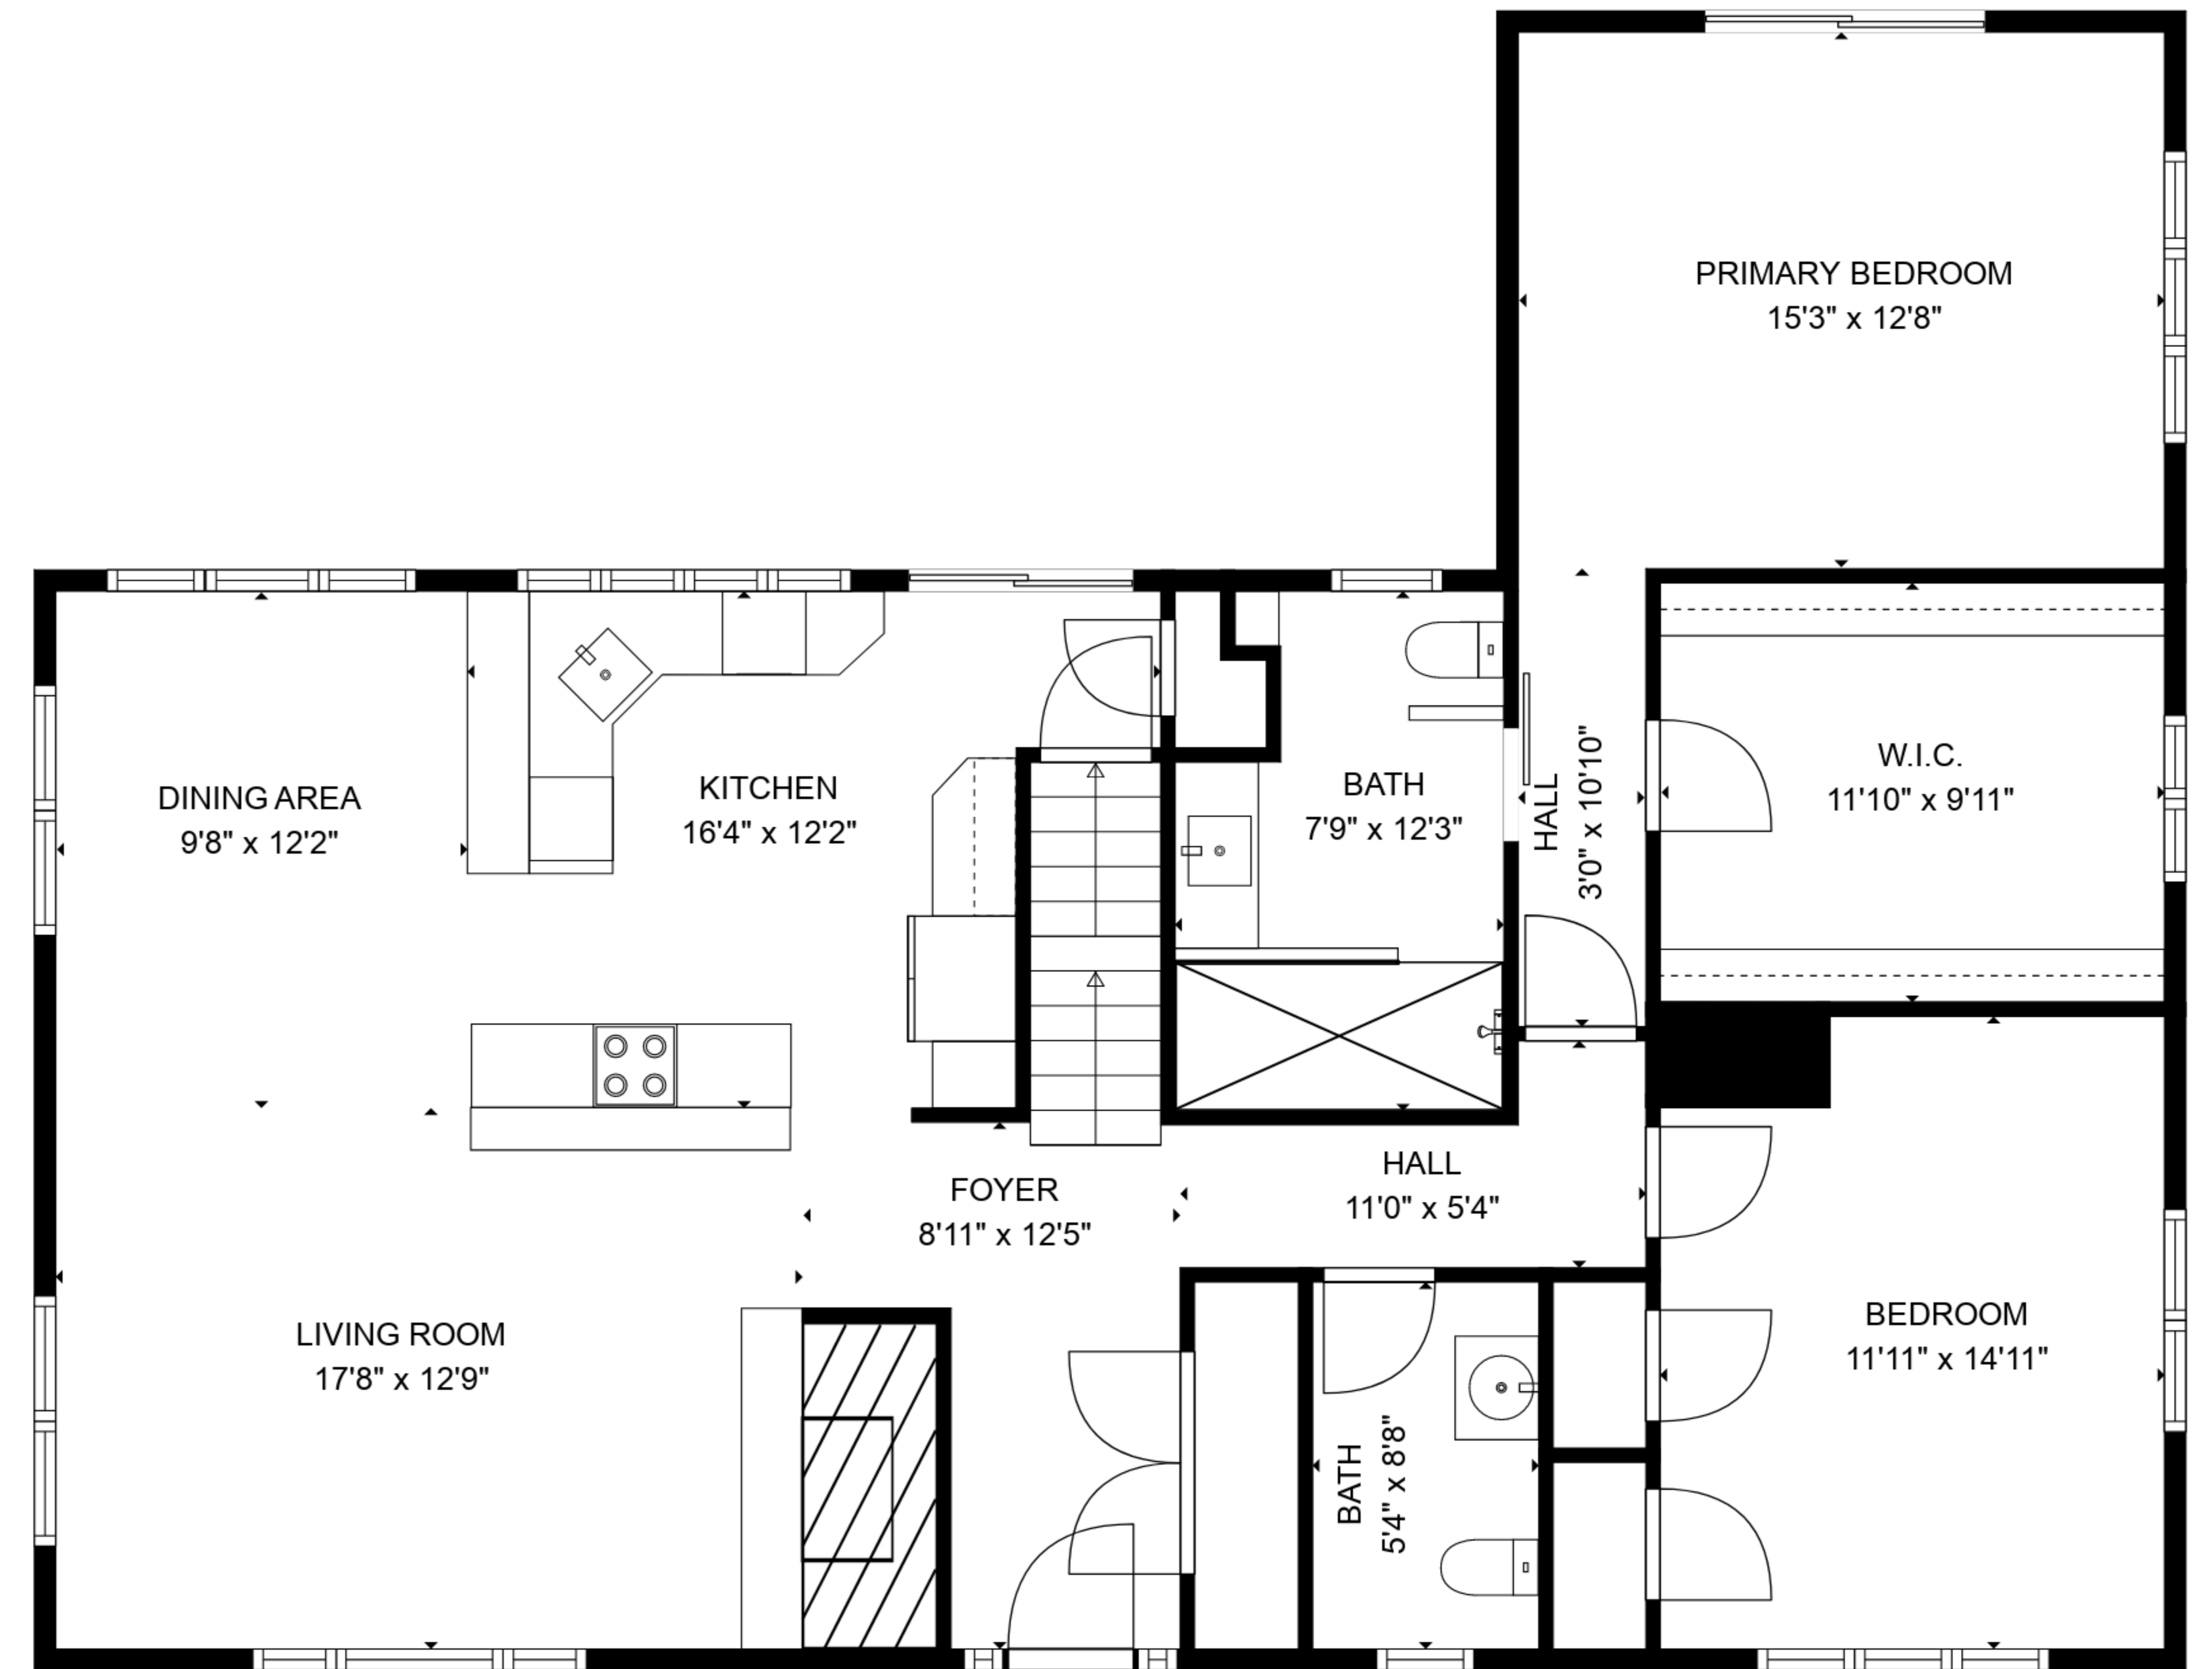 PRIMARY BEDROOM
15'3" x 12'8"
DINING AREA
9'8" x 12'2"
KITCHEN
16'4" x 12'2"
BATH
7'9" x 12'3"
HALL
3'0" x 10'10"
W.I.C.
11'10" x 9'11"
FOYER
8'11" x 12'5"
HALL
11'0" x 5'4"
LIVING ROOM
17'8" x 12'9"
BATH
5'4" x 8'8"
BEDROOM
11'11" x 14'11"